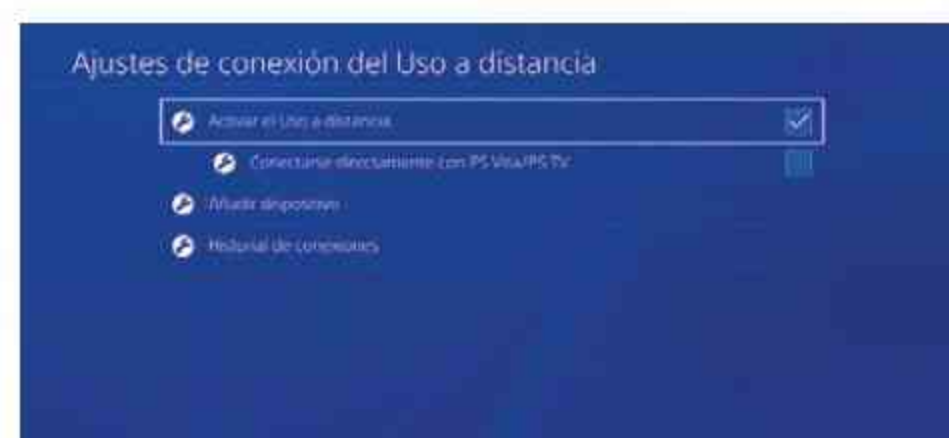 Ajustes de conexión del Uso a distancia
Activar el Uso a distancia
Conectarse directamente con PS Vita/PS TV
Añadir dispositivo
Historial de conexiones